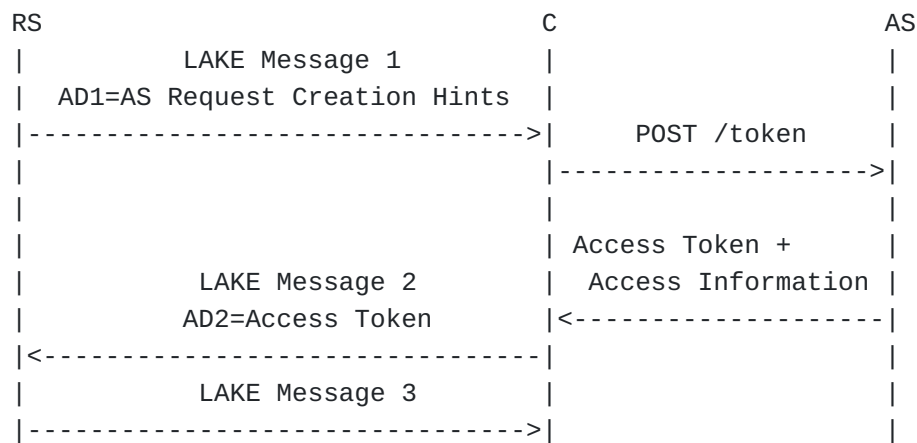 RS C AS
LAKE Message 1
AD1=AS Request Creation Hints
POST /token
Access Token +
LAKE Message 2 Access Information
AD2=Access Token
LAKE Message 3